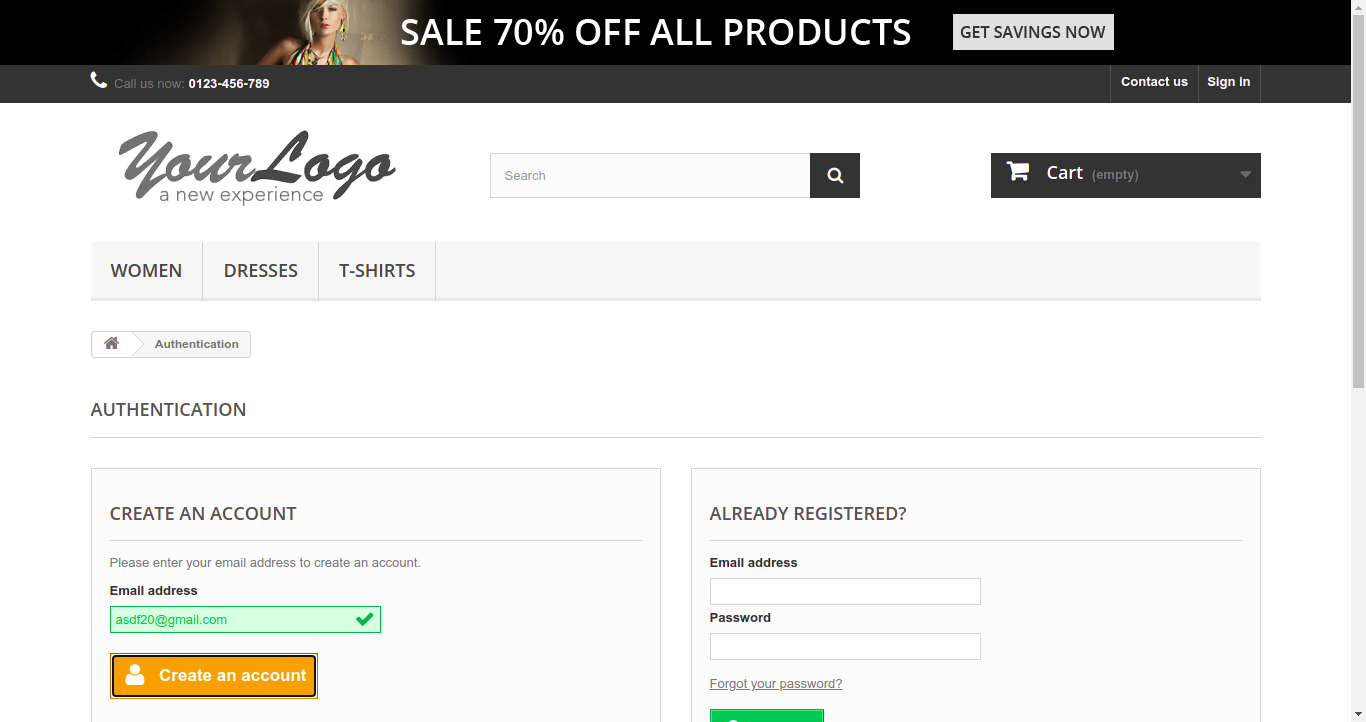 SALE 70% OFF ALL PRODUCTS GET SAVINGS NOW
Call us now: 0123-456-789 Contact us Sign in
YourLogo
a new experience
Search
Cart (empty)
WOMEN DRESSES T-SHIRTS
Authentication
AUTHENTICATION
CREATE AN ACCOUNT
Please enter your email address to create an account.
Email address
asdf20@gmail.com
Create an account
ALREADY REGISTERED?
Email address
Password
Forgot your password?